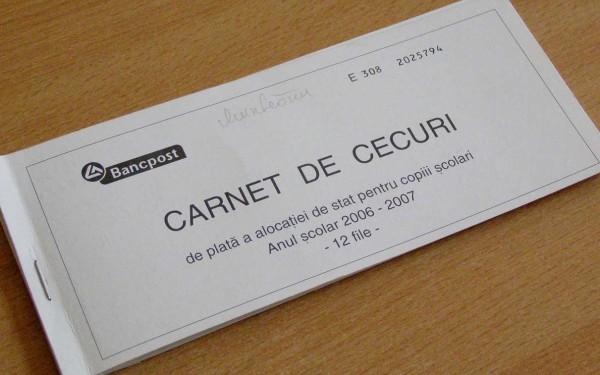 E 308 2025794
Bancpost
CARNET DE CECURI
de plată a alocației de stat pentru copiii școlari
Anul școlar 2006 - 2007
- 12 file -